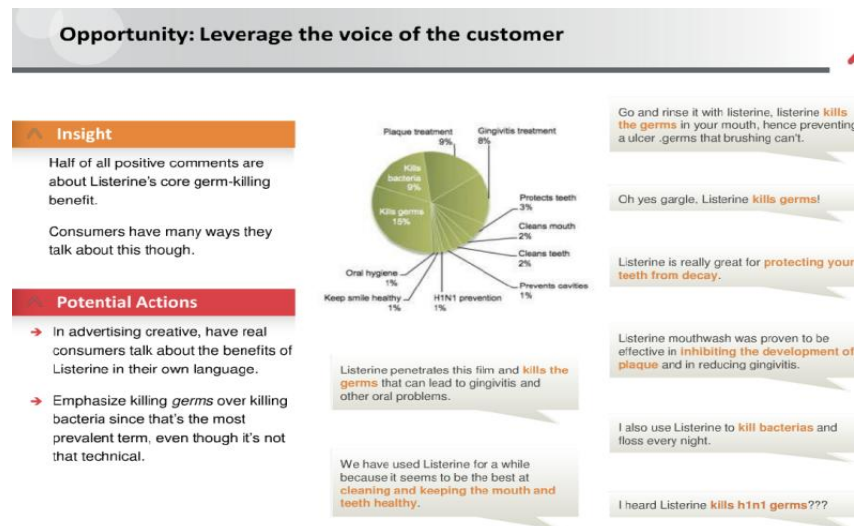 Opportunity: Leverage the voice of the customer
Insight
Half of all positive comments are
about Listerine's core germ-killing
benefit.
Consumers have many ways they
talk about this though.
Potential Actions
In advertising creative, have real
consumers talk about the benefits of
Listerine in their own language.
Emphasize killing germs over killing
bacteria since that's the most
prevalent term, even though it's not
that technical.
Plaque treatment
9%
Gingivitis treatment
8%
Kills
bacteria
9%
Kills germs
15%
Protects teeth
3%
Cleans mouth
2%
Cleans teeth
2%
Prevents cavities
1%
H1N1 prevention
1%
Keep smile healthy
1%
Oral hygiene
1%
Listerine penetrates this film and kills the
germs that can lead to gingivitis and
other oral problems.
We have used Listerine for a while
because it seems to be the best at
cleaning and keeping the mouth and
teeth healthy.
Go and rinse it with listerine, listerine kills
the germs in your mouth, hence preventing
a ulcer .germs that brushing can't.
Oh yes gargle, Listerine kills germs!
Listerine is really great for protecting your
teeth from decay.
Listerine mouthwash was proven to be
effective in inhibiting the development of
plaque and in reducing gingivitis.
I also use Listerine to kill bacterias and
floss every night.
I heard Listerine kills h1n1 germs???